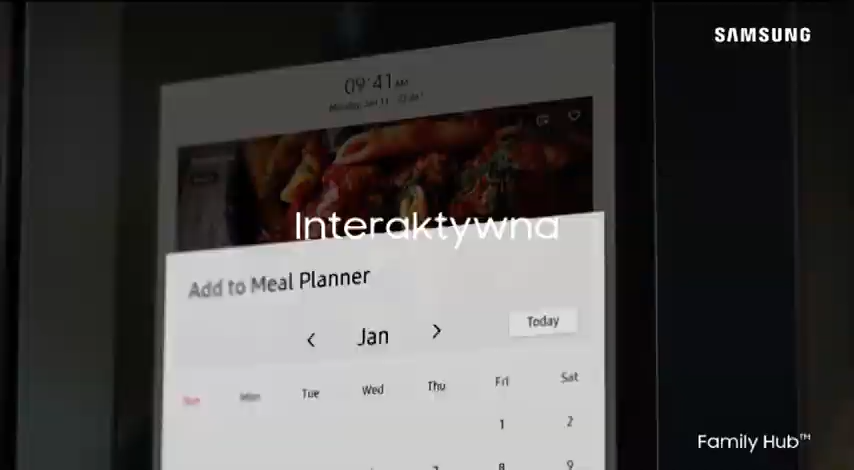 SAMSUNG
09:41 AM
Interaktywna
Add to Meal Planner
< Jan >
Today
Sun Mon Tue Wed Thu Fri Sat
1 2
8 9
Family Hub™